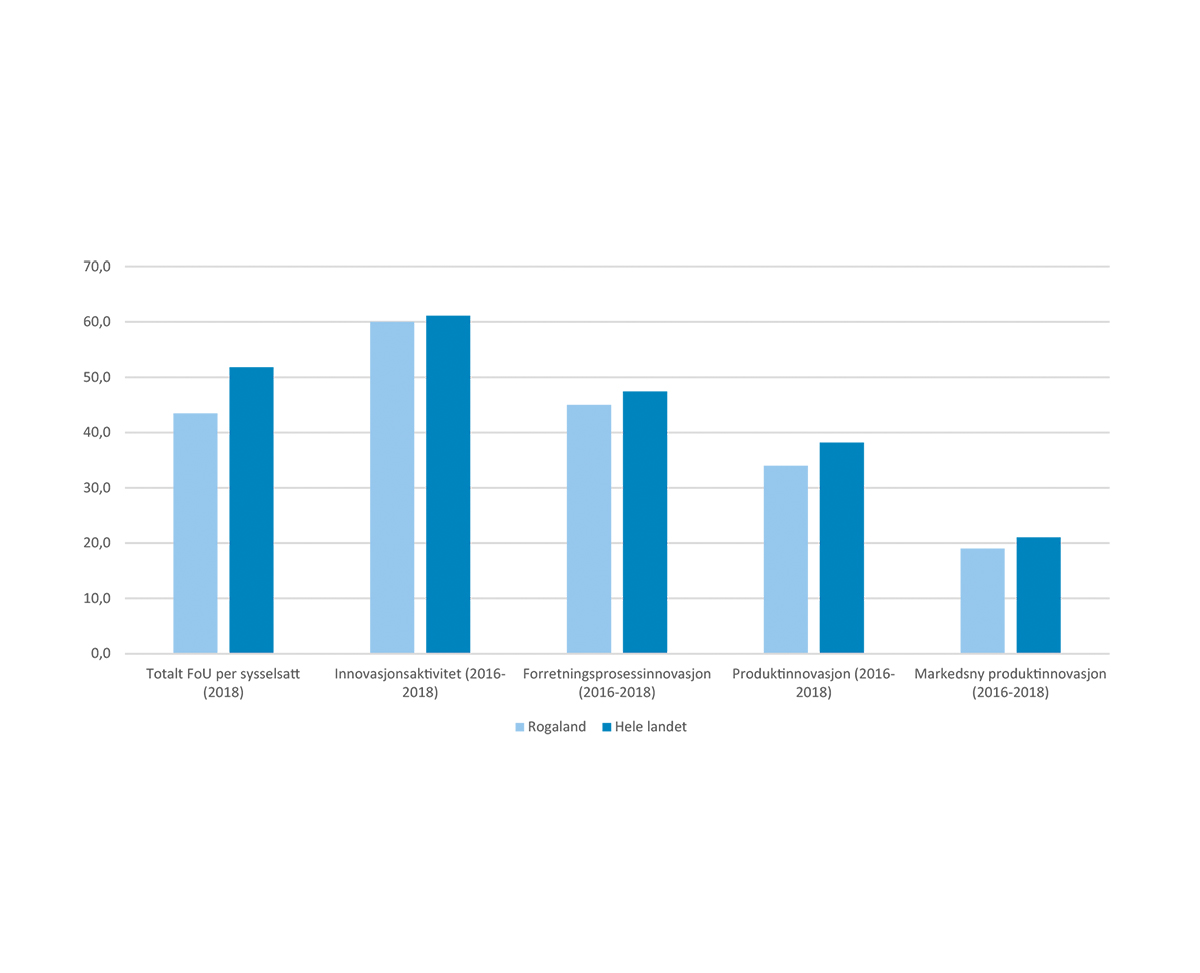 70,0
60,0
50,0
40,0
30,0
20,0
10,0
0,0
Totalt FoU per sysselsatt
(2018)
Innovasjonsaktivitet (2016-
2018)
Forretningsprosessinnovasjon
(2016-2018)
Produktinnovasjon (2016-
2018)
Markedsny produktinnovasjon
(2016-2018)
Rogaland
Hele landet